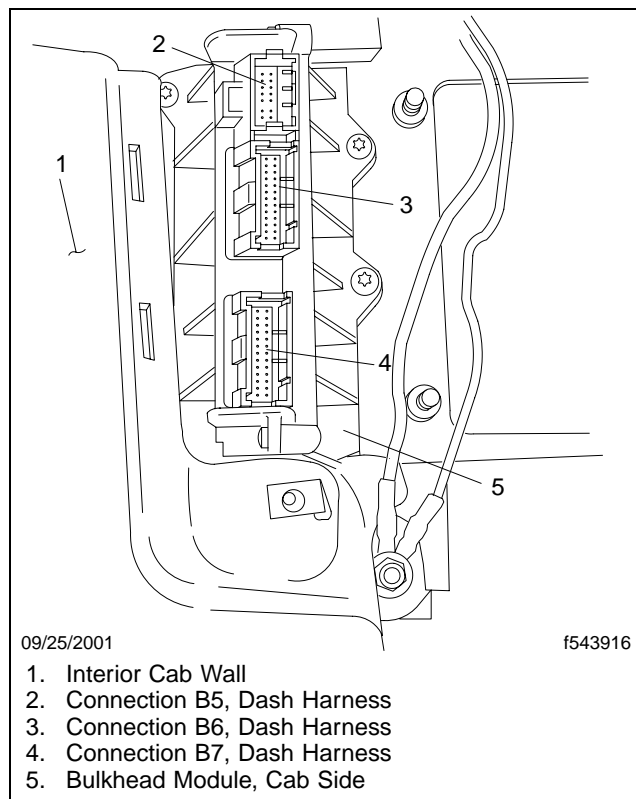 2
1
3
4
5
09/25/2001 f543916
1. Interior Cab Wall
2. Connection B5, Dash Harness
3. Connection B6, Dash Harness
4. Connection B7, Dash Harness
5. Bulkhead Module, Cab Side